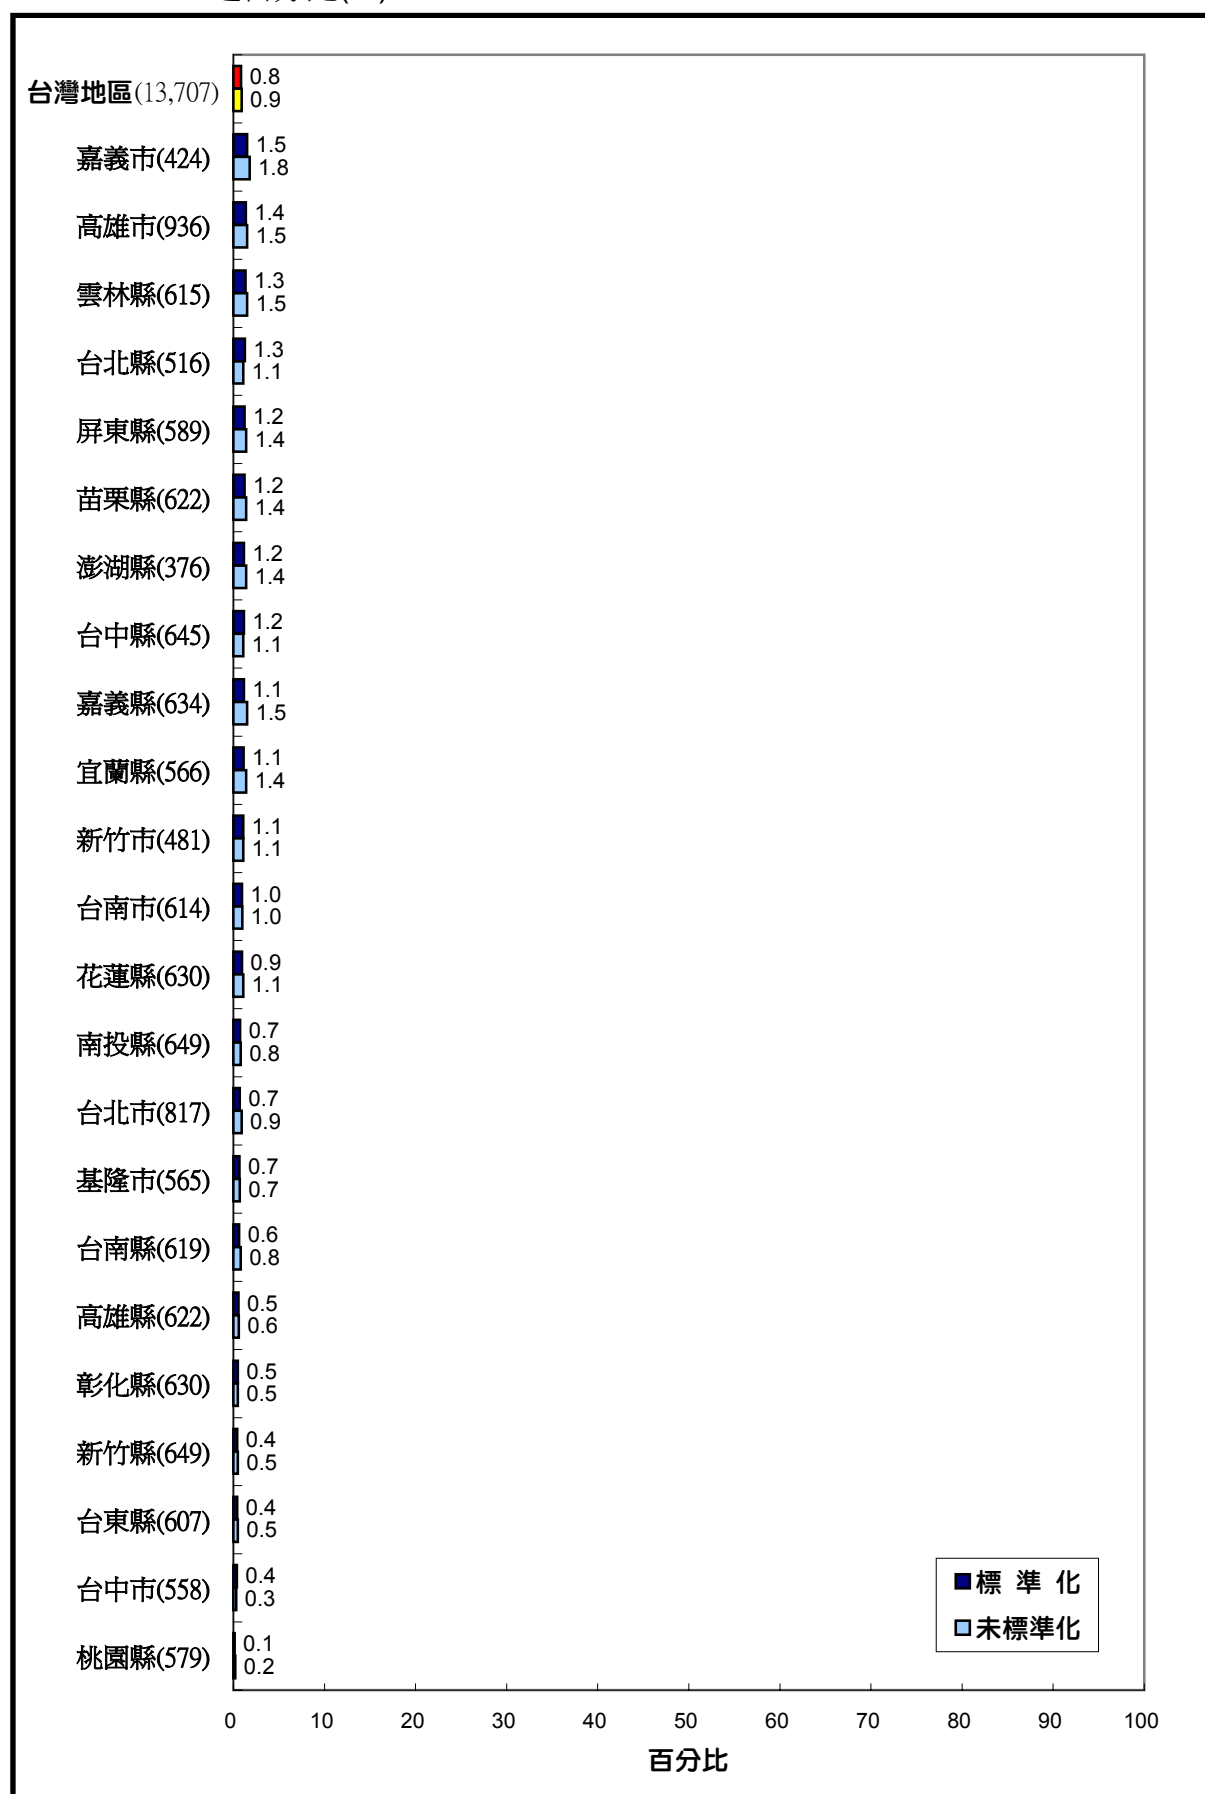 台灣地區(13,707) 0.8 0.9
嘉義市(424) 1.5 1.8
高雄市(936) 1.4 1.5
雲林縣(615) 1.3 1.5
台北縣(516) 1.3 1.1
屏東縣(589) 1.2 1.4
苗栗縣(622) 1.2 1.4
澎湖縣(376) 1.2 1.4
台中縣(645) 1.2 1.1
嘉義縣(634) 1.1 1.5
宜蘭縣(566) 1.1 1.4
新竹市(481) 1.1 1.1
台南市(614) 1.0 1.0
花蓮縣(630) 0.9 1.1
南投縣(649) 0.7 0.8
台北市(817) 0.7 0.9
基隆市(565) 0.7 0.7
台南縣(619) 0.6 0.8
高雄縣(622) 0.5 0.6
彰化縣(630) 0.5 0.5
新竹縣(649) 0.4 0.5
台東縣(607) 0.4 0.5
台中市(558) 0.4 0.3
桃園縣(579) 0.1 0.2
標 準 化
未標準化
0 10 20 30 40 50 60 70 80 90 100
百分比